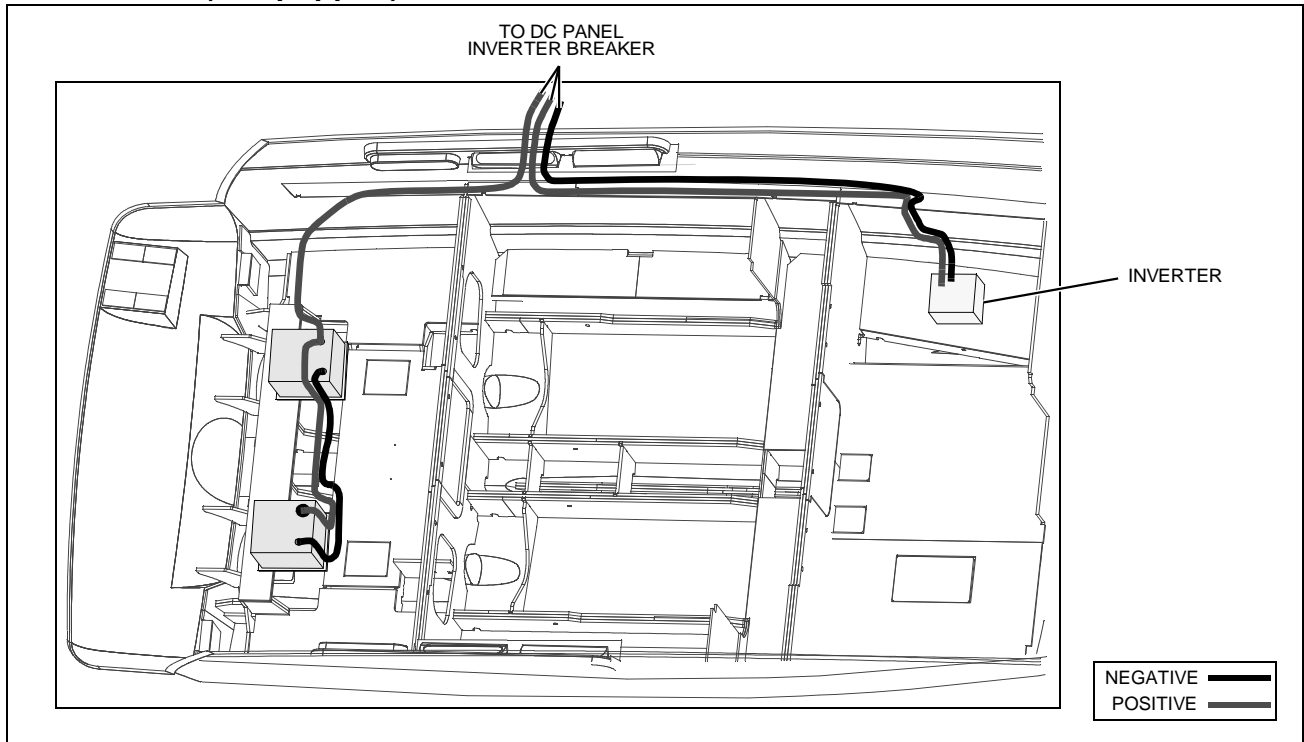 TO DC PANEL
INVERTER BREAKER
INVERTER
NEGATIVE
POSITIVE